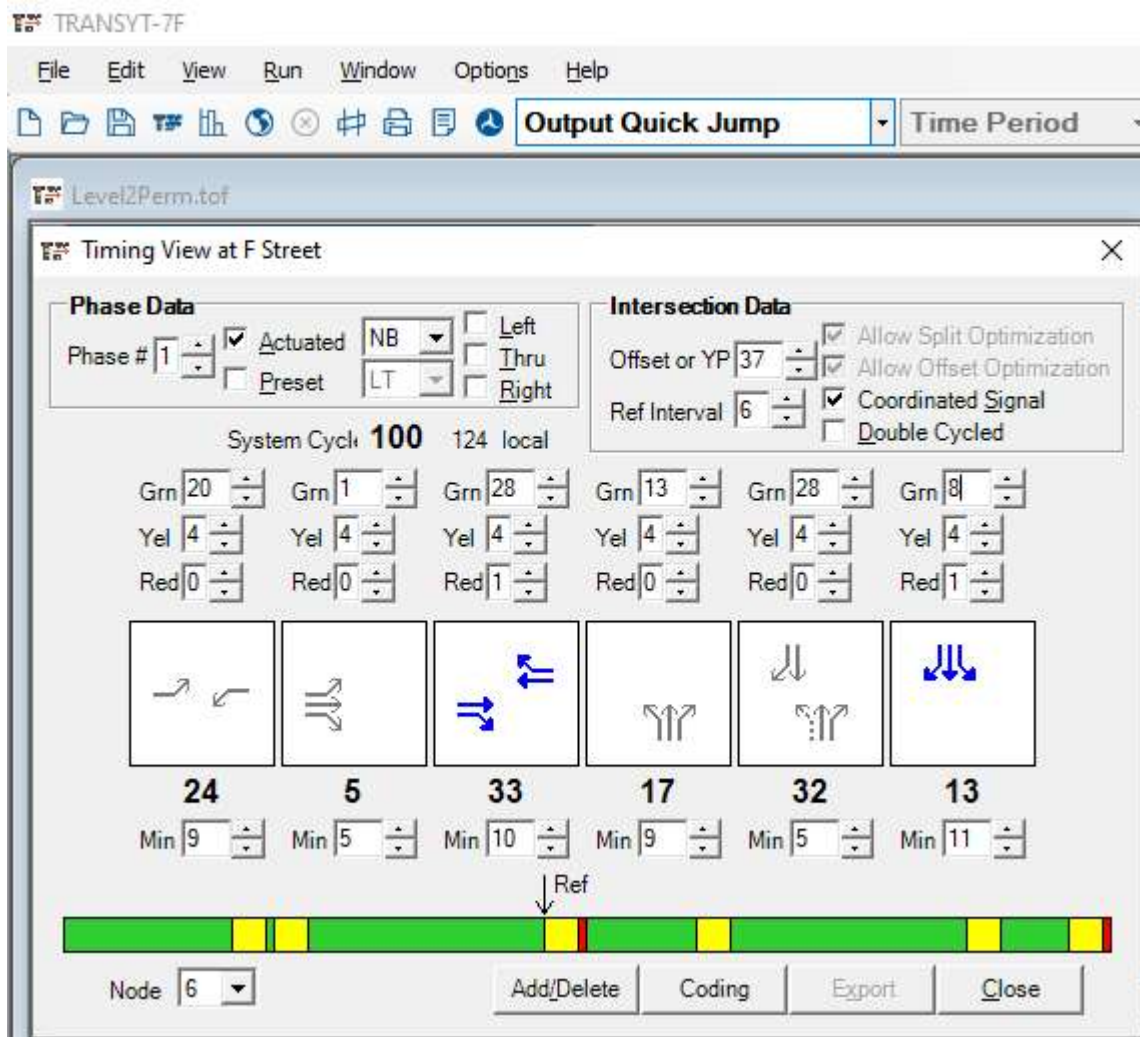 TRANSYT-7F
File Edit View Run Window Options Help
Output Quick Jump Time Period
Level2Perm.tof
Timing View at F Street
Phase Data
Phase # 1
Actuated NB Left
Thru
Preset LT Right
Intersection Data
Offset or YP 37 Allow Split Optimization
Allow Offset Optimization
Ref Interval 6 Coordinated Signal
Double Cycled
System Cycl 100 124 local
Grn 20 Grn 1 Grn 28 Grn 13 Grn 28 Grn 8
Yel 4 Yel 4 Yel 4 Yel 4 Yel 4 Yel 4
Red 0 Red 0 Red 1 Red 0 Red 0 Red 1
24 5 33 17 32 13
Min 9 Min 5 Min 10 Min 9 Min 5 Min 11
Ref
Node 6 Add/Delete Coding Export Close